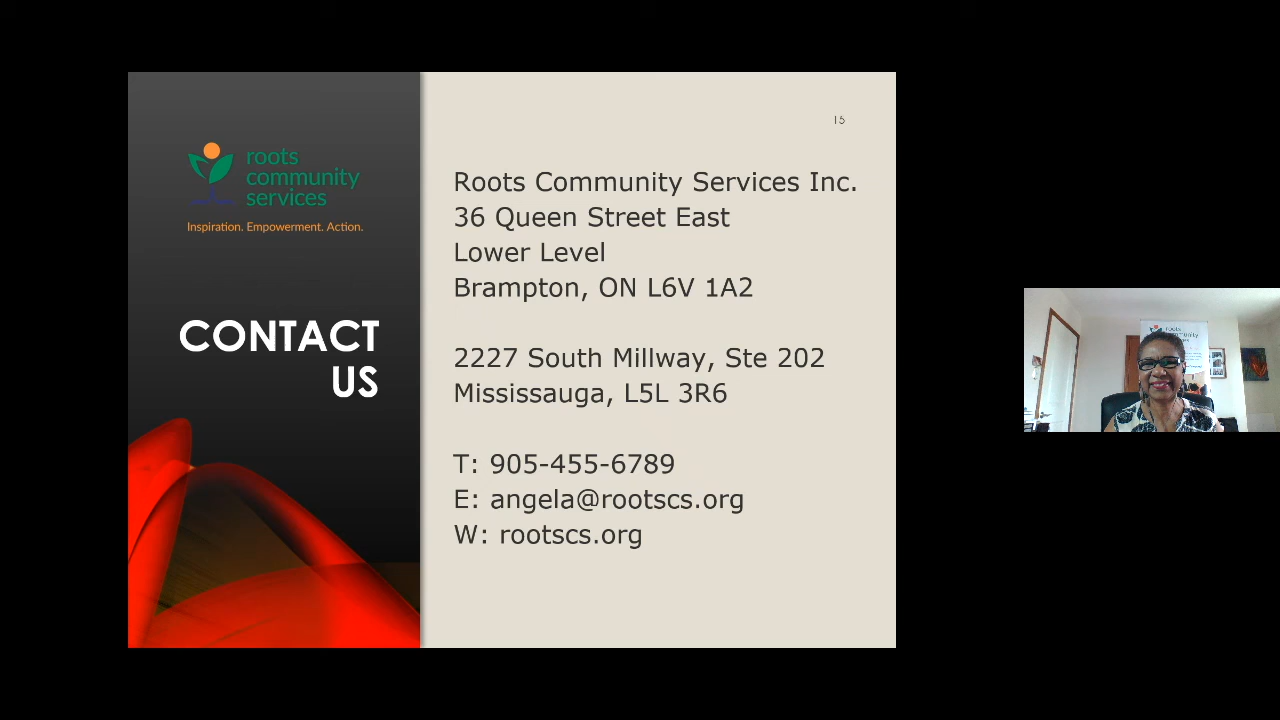 roots
community
services
Inspiration. Empowerment. Action.
CONTACT
US
15
Roots Community Services Inc.
36 Queen Street East
Lower Level
Brampton, ON L6V 1A2
2227 South Millway, Ste 202
Mississauga, L5L 3R6
T: 905-455-6789
E: angela@rootscs.org
W: rootscs.org
roots